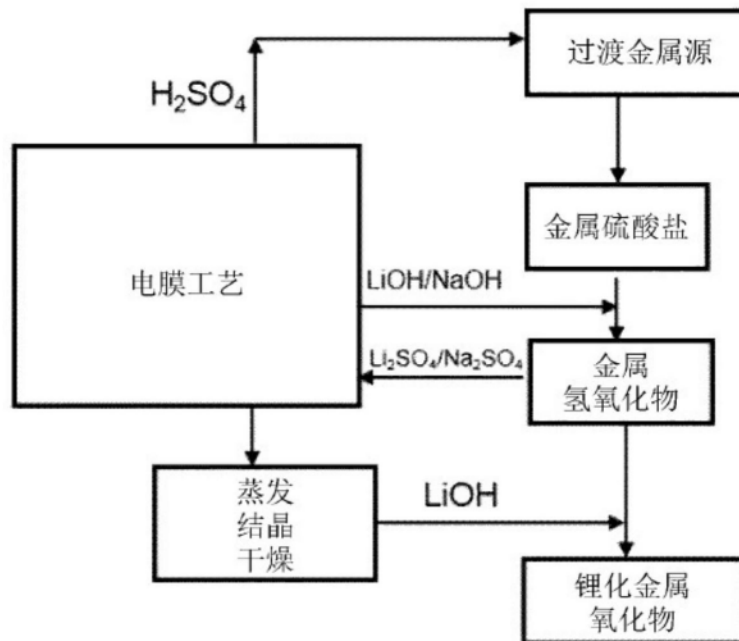 过渡金属源
H₂SO₄
金属硫酸盐
电膜工艺
LiOH/NaOH
Li₂SO₄/Na₂SO₄
金属
氢氧化物
蒸发
结晶
干燥
LiOH
锂化金属
氧化物